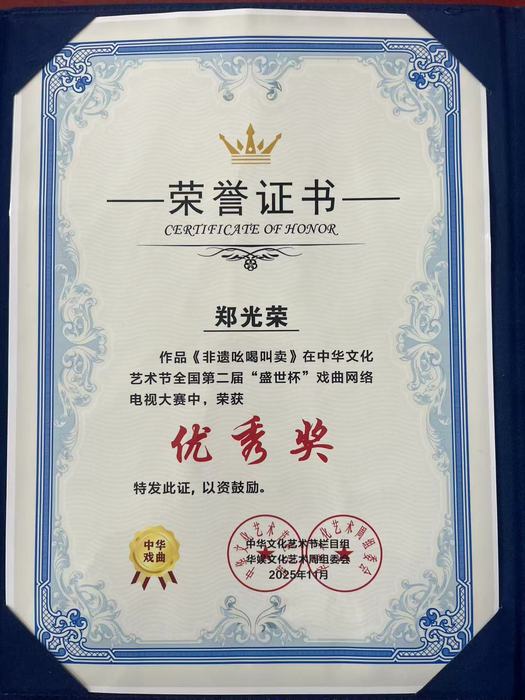 荣誉证书
CERTIFICATE OF HONOR
郑光荣
作品《非遗吆喝叫卖》在中华文化
艺术节全国第二届“盛世杯”戏曲网络
电视大赛中，荣获
优秀奖
特发此证，以资鼓励。
中华
戏曲
中华文化艺术节栏目组
华娱文化艺术周组委会
2025年11月